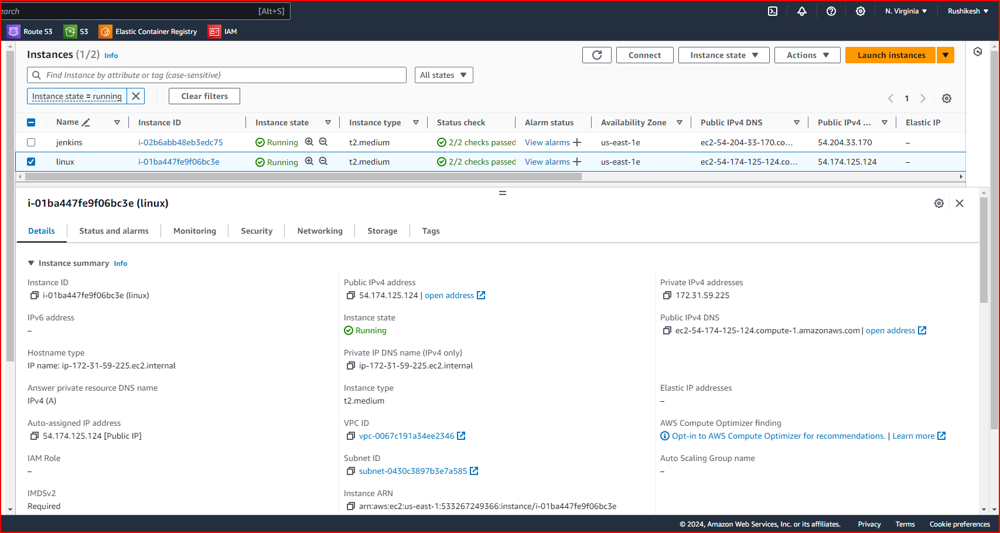 earch [Alt+S] N. Virginia Rushikesh
Route 53 S3 Elastic Container Registry IAM
Instances (1/2) Info Connect Instance state Actions Launch instances
Find Instance by attribute or tag (case-sensitive) All states
Instance state = running Clear filters 1
Name Instance ID Instance state Instance type Status check Alarm status Availability Zone Public IPv4 DNS Public IPv4 ... Elastic IP
jenkins i-02b6abb48eb3edc75 Running t2.medium 2/2 checks passed View alarms + us-east-1e ec2-54-204-33-170.co... 54.204.33.170 –
linux i-01ba447fe9f06bc3e Running t2.medium 2/2 checks passed View alarms + us-east-1e ec2-54-174-125-124.co... 54.174.125.124 –
i-01ba447fe9f06bc3e (linux)
Details Status and alarms Monitoring Security Networking Storage Tags
Instance summary Info
Instance ID Public IPv4 address Private IPv4 addresses
i-01ba447fe9f06bc3e (linux) 54.174.125.124 | open address 172.31.59.225
IPv6 address Instance state Public IPv4 DNS
– Running ec2-54-174-125-124.compute-1.amazonaws.com | open address
Hostname type Private IP DNS name (IPv4 only)
IP name: ip-172-31-59-225.ec2.internal ip-172-31-59-225.ec2.internal
Answer private resource DNS name Instance type Elastic IP addresses
IPv4 (A) t2.medium –
Auto-assigned IP address VPC ID AWS Compute Optimizer finding
54.174.125.124 [Public IP] vpc-0067c191a34ee2346 Opt-in to AWS Compute Optimizer for recommendations. | Learn more
IAM Role Subnet ID Auto Scaling Group name
– subnet-0430c3897b3e7a585 –
IMDSv2 Instance ARN
Required arn:aws:ec2:us-east-1:533267249366:instance/i-01ba447fe9f06bc3e
© 2024, Amazon Web Services, Inc. or its affiliates. Privacy Terms Cookie preferences